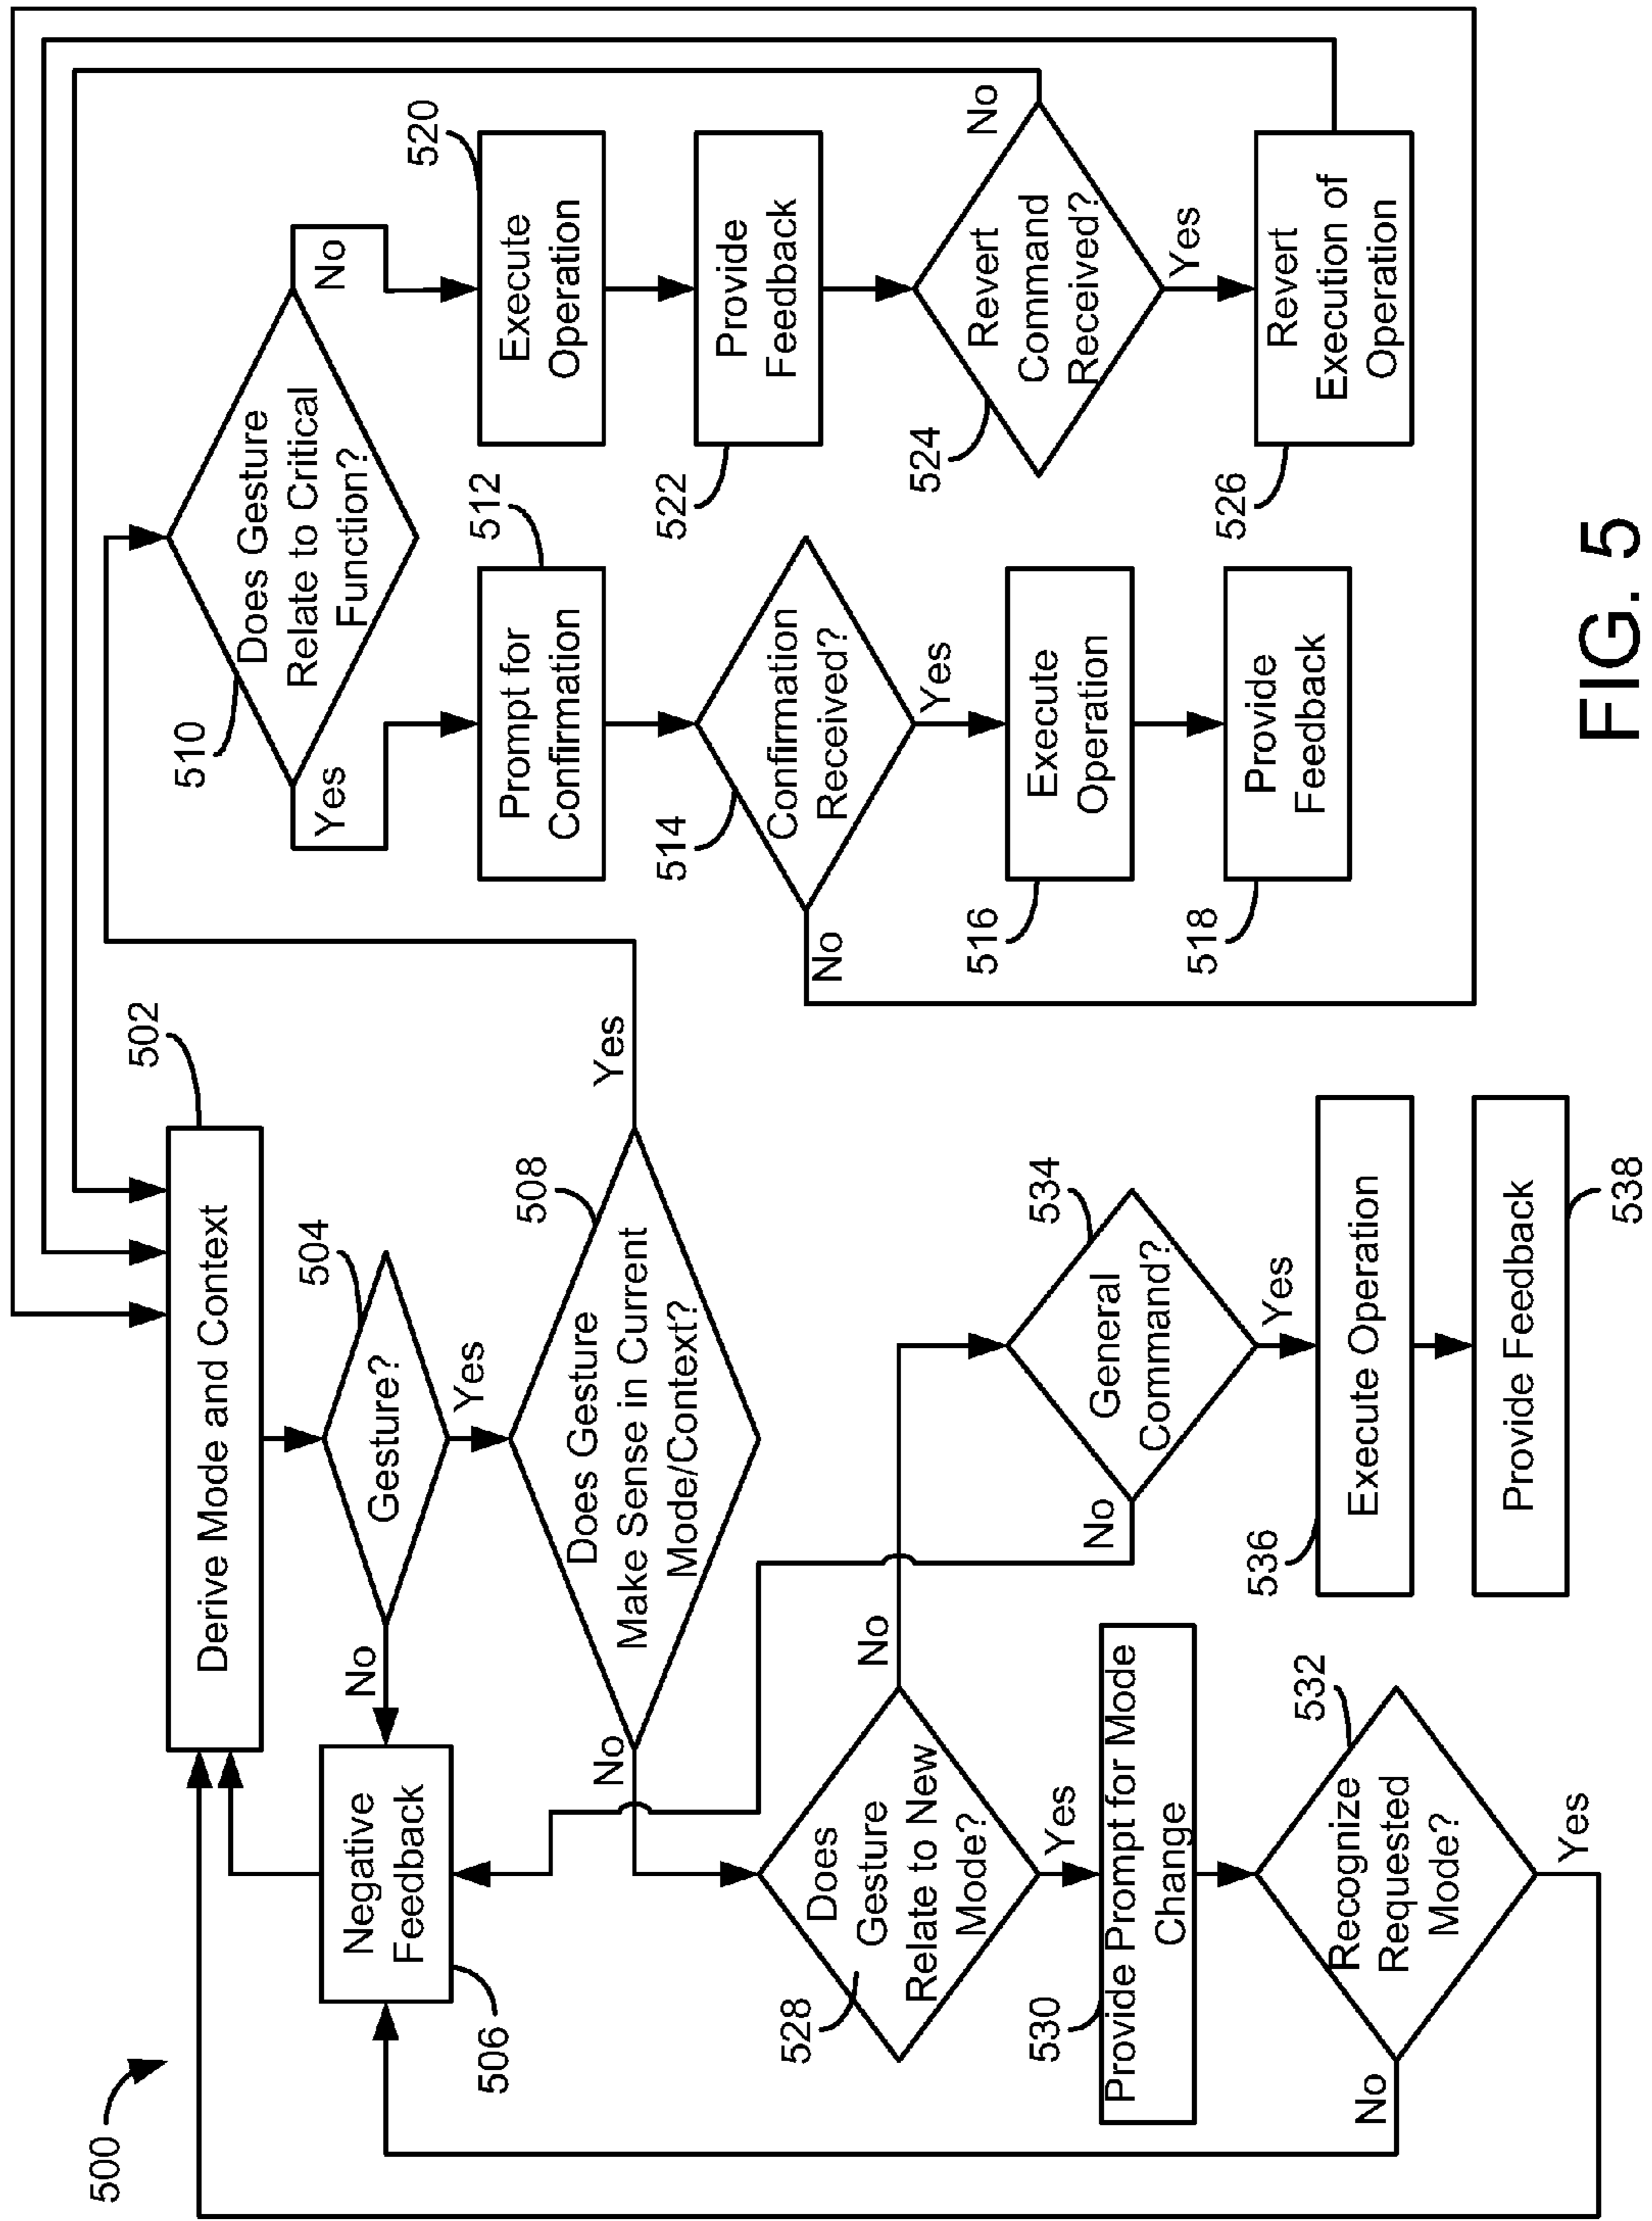 500
Derive Mode and Context
502
Gesture?
504
No
Yes
Negative
Feedback
506
Does Gesture
Make Sense in Current
Mode/Context?
508
No
Yes
Does Gesture
Relate to Critical
Function?
510
Yes
No
Prompt for
Confirmation
512
Confirmation
Received?
514
No
Yes
Execute
Operation
516
Provide
Feedback
518
Execute
Operation
520
Provide
Feedback
522
Revert
Command
Received?
524
No
Yes
Revert
Execution of
Operation
526
Does
Gesture
Relate to New
Mode?
528
No
Yes
Provide Prompt for Mode
Change
530
Recognize
Requested
Mode?
532
No
Yes
General
Command?
534
No
Yes
Execute Operation
536
Provide Feedback
538
FIG. 5